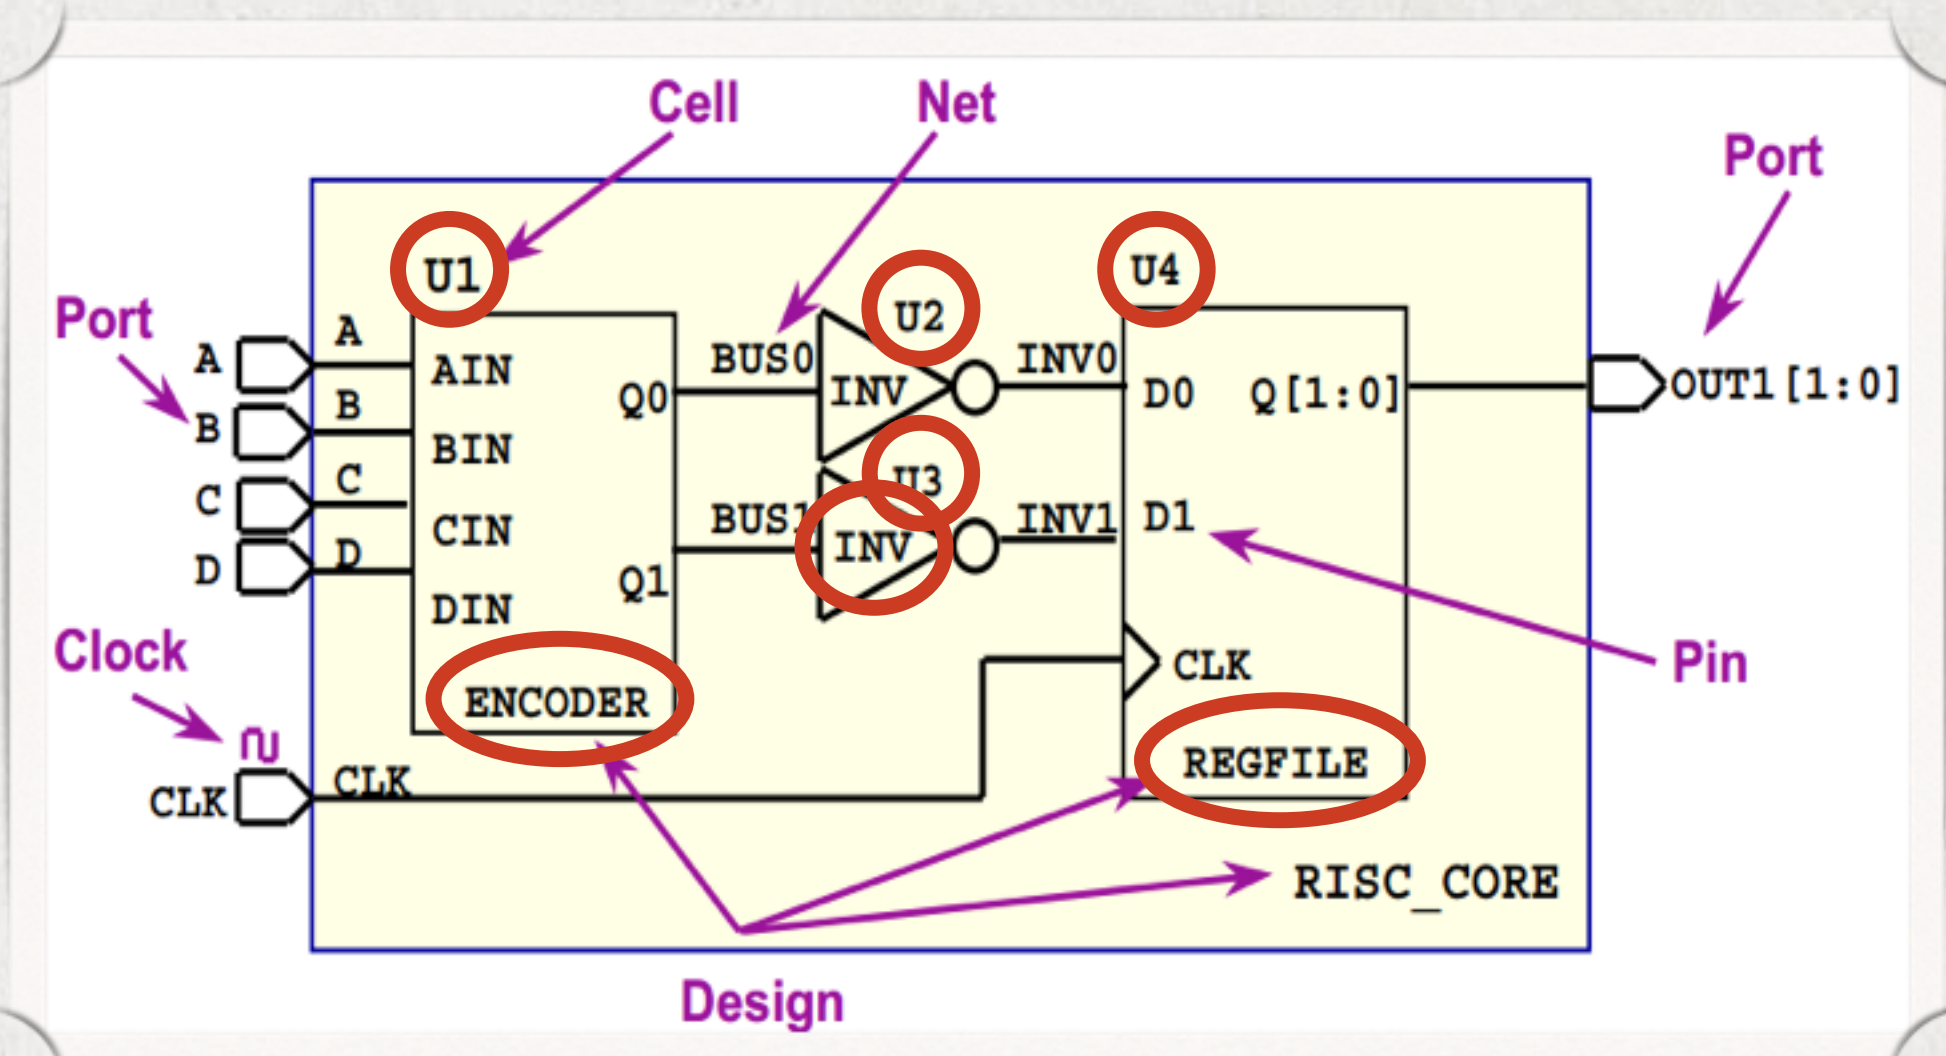 Cell
Net
Port
U1
U2
U4
Port
A
A
AIN
Q0
BUS0
INV
INV0
D0
Q[1:0]
OUT1[1:0]
B
B
BIN
C
C
CIN
U3
BUS1
INV
INV1
D1
D
D
DIN
Q1
Clock
CLK
Pin
ENCODER
REGFILE
CLK
CLK
RISC_CORE
Design